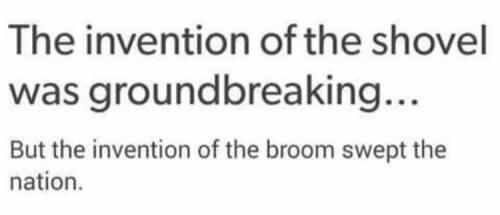 The invention of the shovel
was groundbreaking...
But the invention of the broom swept the
nation.